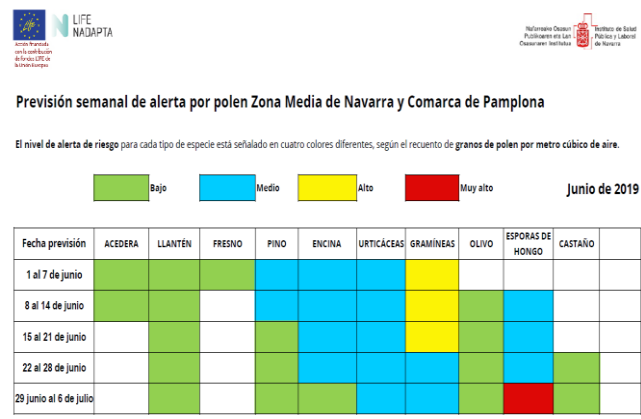 LIFE
NADAPTA
Acción financiada
con la contribución
de fondos LIFE de
la Unión Europea
Nafarroako Osasun
Publikoaren eta Lan
Osasunaren Institutua
Instituto de Salud
Pública y Laboral
de Navarra
Previsión semanal de alerta por polen Zona Media de Navarra y Comarca de Pamplona
El nivel de alerta de riesgo para cada tipo de especie está señalado en cuatro colores diferentes, según el recuento de granos de polen por metro cúbico de aire.
Bajo Medio Alto Muy alto Junio de 2019
Fecha previsión ACEDERA LLANTÉN FRESNO PINO ENCINA URTICÁCEAS GRAMÍNEAS OLIVO ESPORAS DE HONGO CASTAÑO
1 al 7 de junio
8 al 14 de junio
15 al 21 de junio
22 al 28 de junio
29 junio al 6 de julio